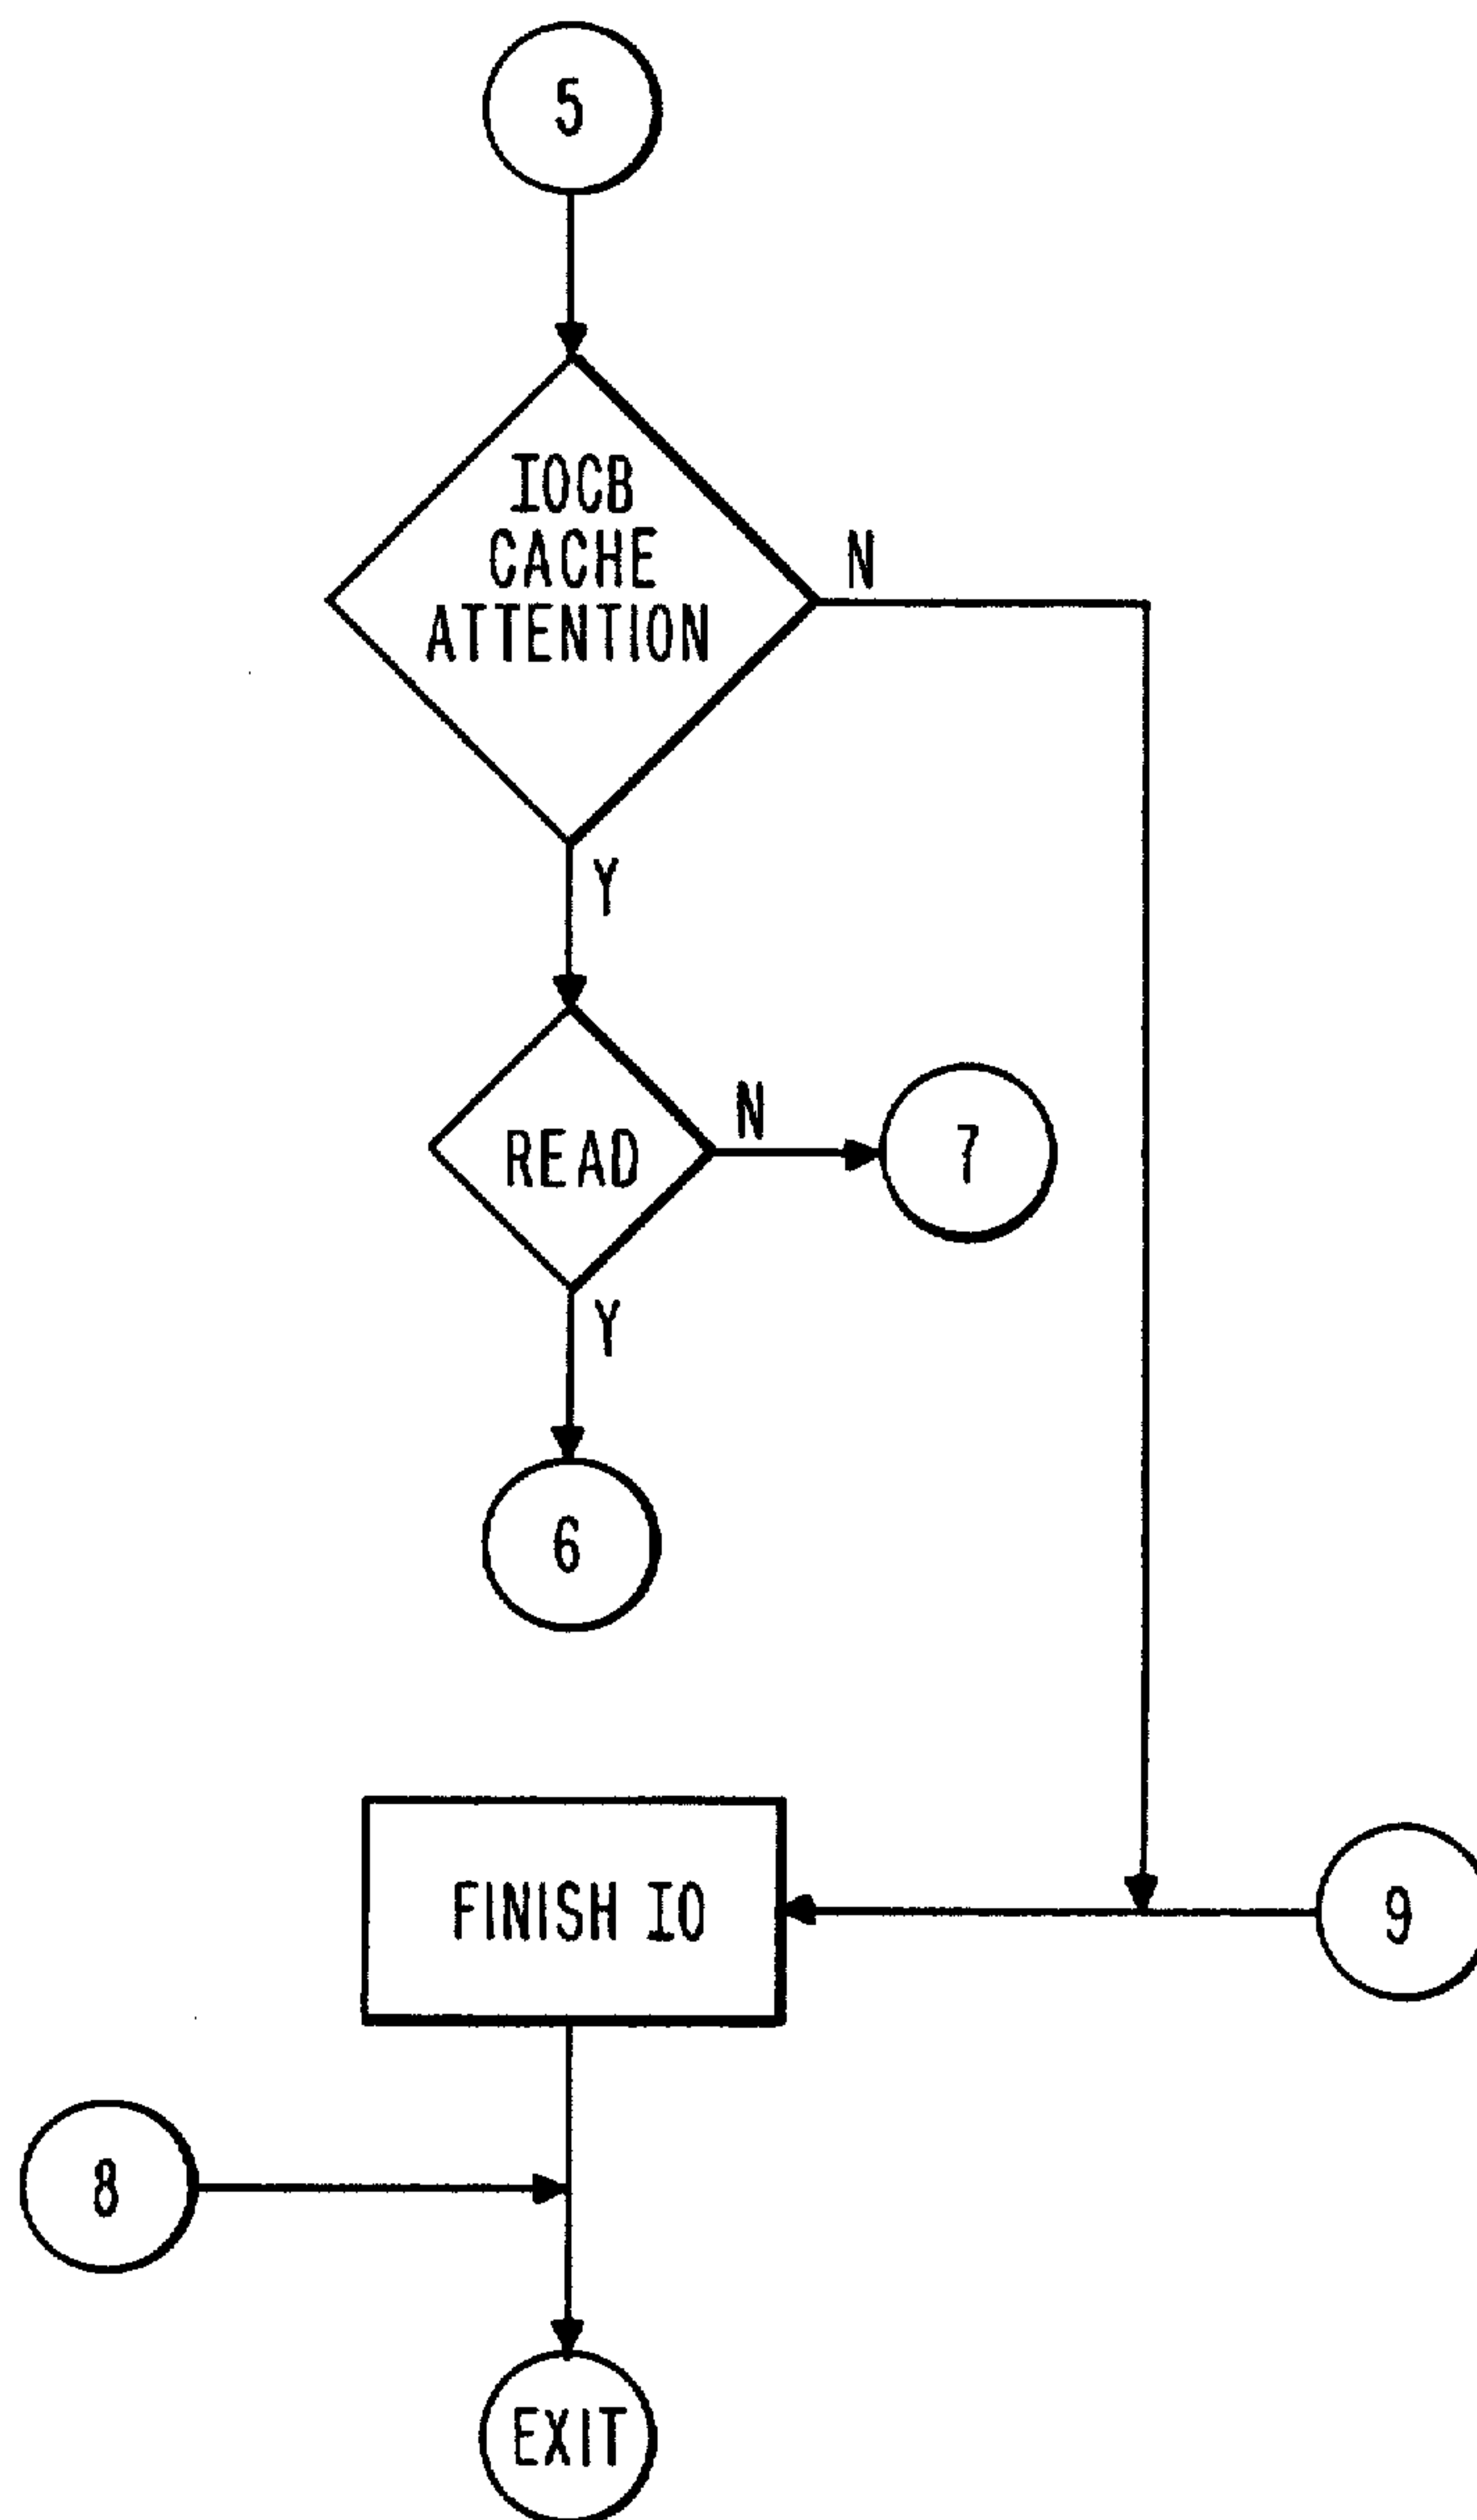 5
IOCB
CACHE
ATTENTION
N
Y
N
READ
7
Y
6
FINISH IO
9
8
EXIT